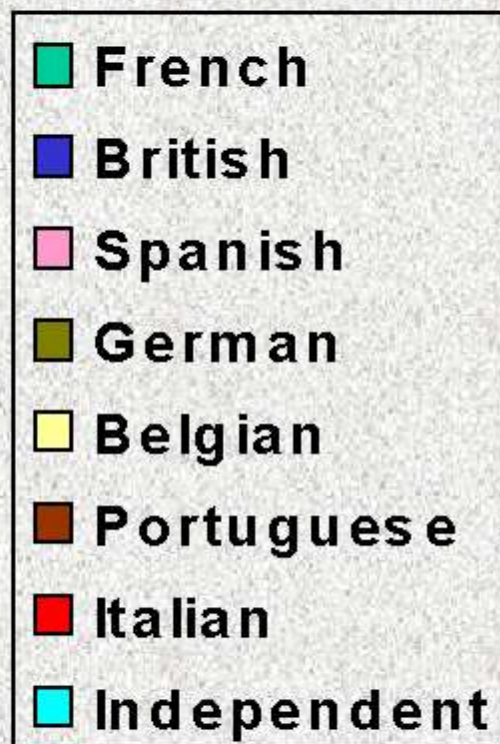 French
British
Spanish
German
Belgian
Portuguese
Italian
Independent